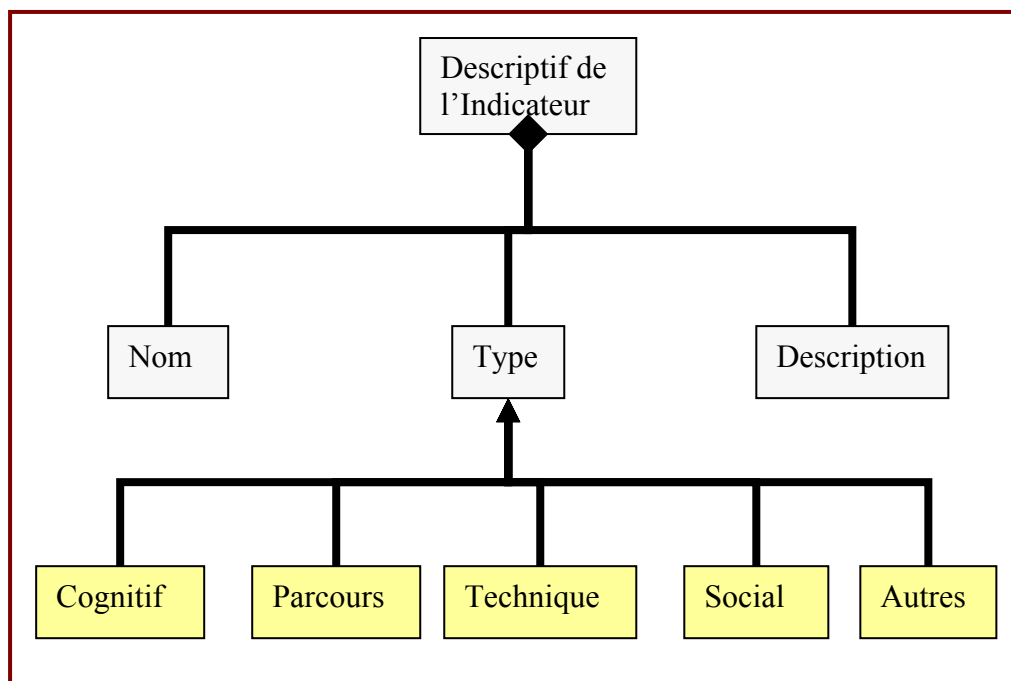 Descriptif de
l’Indicateur
Nom
Type
Description
Cognitif
Parcours
Technique
Social
Autres